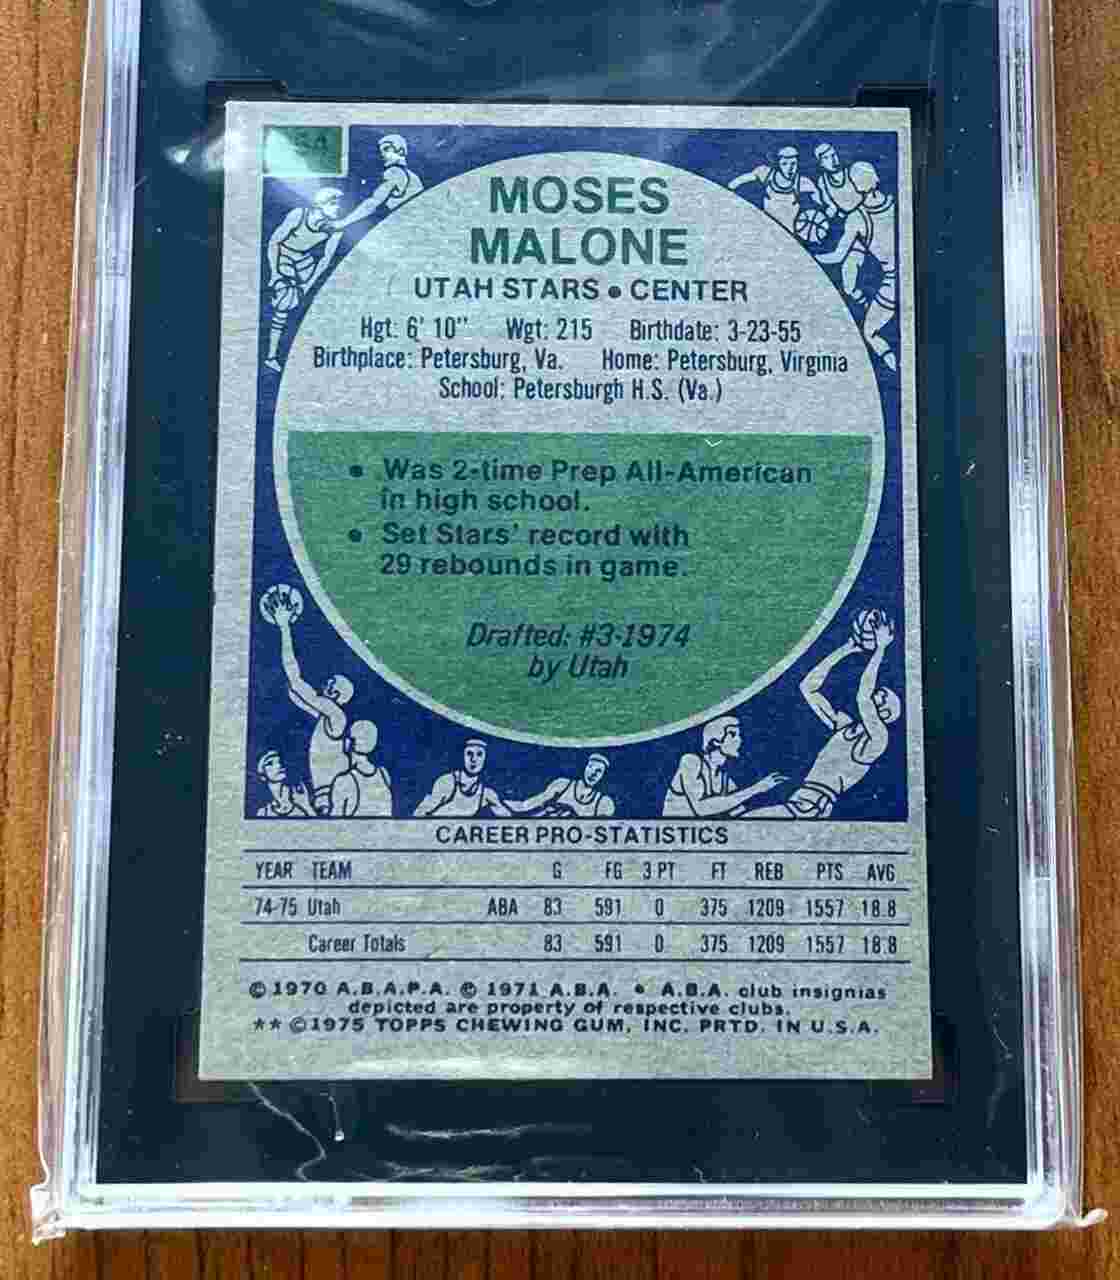 MOSES
MALONE
UTAH STARS • CENTER
Hgt: 6' 10" Wgt: 215 Birthdate: 3-23-55
Birthplace: Petersburg, Va. Home: Petersburg, Virginia
School: Petersburgh H.S. (Va.)
• Was 2-time Prep All-American
in high school.
• Set Stars' record with
29 rebounds in game.
Drafted: #3-1974
by Utah
CAREER PRO-STATISTICS
YEAR TEAM G FG 3 PT FT REB PTS AVG
74-75 Utah ABA 83 591 0 375 1209 1557 18.8
Career Totals 83 591 0 375 1209 1557 18.8
© 1970 A.B.A.P.A. © 1971 A.B.A. • A.B.A. club insignias
depicted are property of respective clubs.
** © 1975 TOPPS CHEWING GUM, INC. PRTD. IN U.S.A.